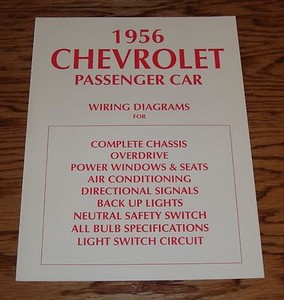 1956
CHEVROLET
PASSENGER CAR
WIRING DIAGRAMS
FOR
COMPLETE CHASSIS
OVERDRIVE
POWER WINDOWS & SEATS
AIR CONDITIONING
DIRECTIONAL SIGNALS
BACK UP LIGHTS
NEUTRAL SAFETY SWITCH
ALL BULB SPECIFICATIONS
LIGHT SWITCH CIRCUIT